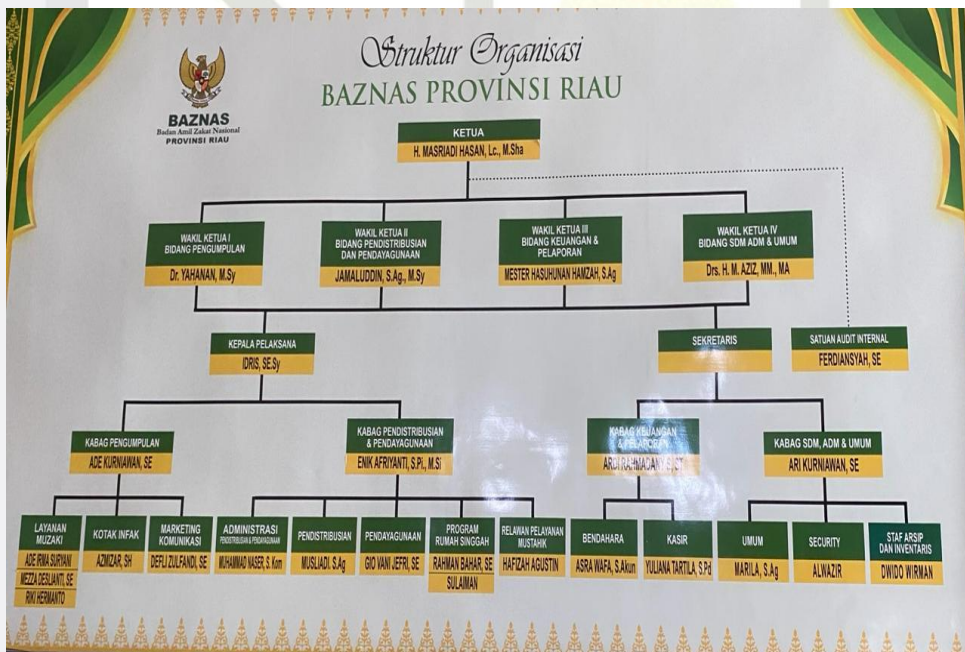 Struktur Organisasi
BAZNAS PROVINSI RIAU
BAZNAS
Badan Amil Zakat Nasional
PROVINSI RIAU
KETUA
H. MASRIADI HASAN, Lc., M.Sha
WAKIL KETUA I
BIDANG PENGUMPULAN
Dr. YAHANAN, M.Sy
WAKIL KETUA II
BIDANG PENDISTRIBUSIAN
DAN PENDAYAGUNAAN
JAMALUDDIN, S.Ag., M.Sy
WAKIL KETUA III
BIDANG KEUANGAN &
PELAPORAN
MESTER HASUHUNAN HAMZAH, S.Ag
WAKIL KETUA IV
BIDANG SDM ADM & UMUM
Drs. H. M. AZIZ, MM., MA
KEPALA PELAKSANA
IDRIS, SE.Sy
SEKRETARIS
SATUAN AUDIT INTERNAL
FERDIANSYAH, SE
KABAG PENGUMPULAN
ADE KURNIAWAN, SE
KABAG PENDISTRIBUSIAN
& PENDAYAGUNAAN
ENIK AFRIYANTI, S.Pi., M.Si
KABAG KEUANGAN
& PELAPORAN
ARDI RAHMADANY
KABAG SDM, ADM & UMUM
ARI KURNIAWAN, SE
LAYANAN
MUZAKI
ADE IRMA SURYANI
MEZZA DESLIANTI, SE
RIKI HERMANTO
KOTAK INFAK
AZMIZAR, SH
MARKETING
KOMUNIKASI
DEFLI ZULFANDI, SE
ADMINISTRASI
PENDISTRIBUSIAN & PENDAYAGUNAAN
MUHAMMAD NASER, S. Kom
PENDISTRIBUSIAN
MUSLIADI, S.Ag
PENDAYAGUNAAN
GIO VANI JEFRI, SE
PROGRAM
RUMAH SINGGAH
RAHMAN BAHAR, SE
SULAIMAN
RELAWAN PELAYANAN
MUSTAHIK
HAFIZAH AGUSTIN
BENDAHARA
ASRA WAFA, S.Akun
KASIR
YULIANA TARTILA, S.Pd
UMUM
MARILA, S.Ag
SECURITY
ALWAZIR
STAF ARSIP
DAN INVENTARIS
DWIDO WIRMAN